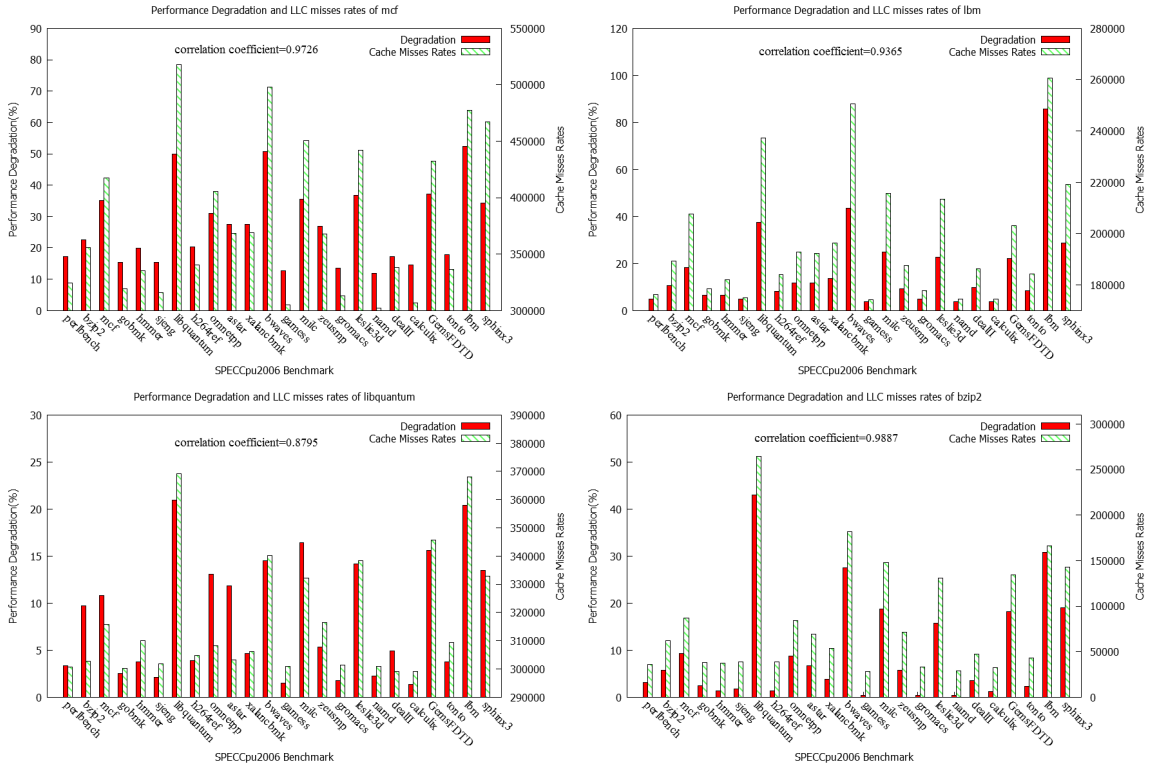 Performance Degradation and LLC misses rates of mcf
correlation coefficient=0.9726
Degradation
Cache Misses Rates
Performance Degradation(%)
0
10
20
30
40
50
60
70
80
90
Cache Misses Rates
300000
350000
400000
450000
500000
550000
perlbench
bzip2
mcf
gobmk
hmmer
sjeng
libquantum
h264ref
omnetpp
astar
xalancbmk
bwaves
gamess
milc
zeusmp
gromacs
leslie3d
namd
dealII
calculix
GemsFDTD
tonto
lbm
sphinx3
SPECCpu2006 Benchmark
Performance Degradation and LLC misses rates of lbm
correlation coefficient=0.9365
Degradation
Cache Misses Rates
Performance Degradation(%)
0
20
40
60
80
100
120
Cache Misses Rates
180000
200000
220000
240000
260000
280000
perlbench
bzip2
mcf
gobmk
hmmer
sjeng
libquantum
h264ref
omnetpp
astar
xalancbmk
bwaves
gamess
milc
zeusmp
gromacs
leslie3d
namd
dealII
calculix
GemsFDTD
tonto
lbm
sphinx3
SPECCpu2006 Benchmark
Performance Degradation and LLC misses rates of libquantum
correlation coefficient=0.8795
Degradation
Cache Misses Rates
Performance Degradation(%)
0
5
10
15
20
25
30
Cache Misses Rates
290000
300000
310000
320000
330000
340000
350000
360000
370000
380000
390000
perlbench
bzip2
mcf
gobmk
hmmer
sjeng
libquantum
h264ref
omnetpp
astar
xalancbmk
bwaves
gamess
milc
zeusmp
gromacs
leslie3d
namd
dealII
calculix
GemsFDTD
tonto
lbm
sphinx3
SPECCpu2006 Benchmark
Performance Degradation and LLC misses rates of bzip2
correlation coefficient=0.9887
Degradation
Cache Misses Rates
Performance Degradation(%)
0
10
20
30
40
50
60
Cache Misses Rates
0
50000
100000
150000
200000
250000
300000
perlbench
bzip2
mcf
gobmk
hmmer
sjeng
libquantum
h264ref
omnetpp
astar
xalancbmk
bwaves
gamess
milc
zeusmp
gromacs
leslie3d
namd
dealII
calculix
GemsFDTD
tonto
lbm
sphinx3
SPECCpu2006 Benchmark